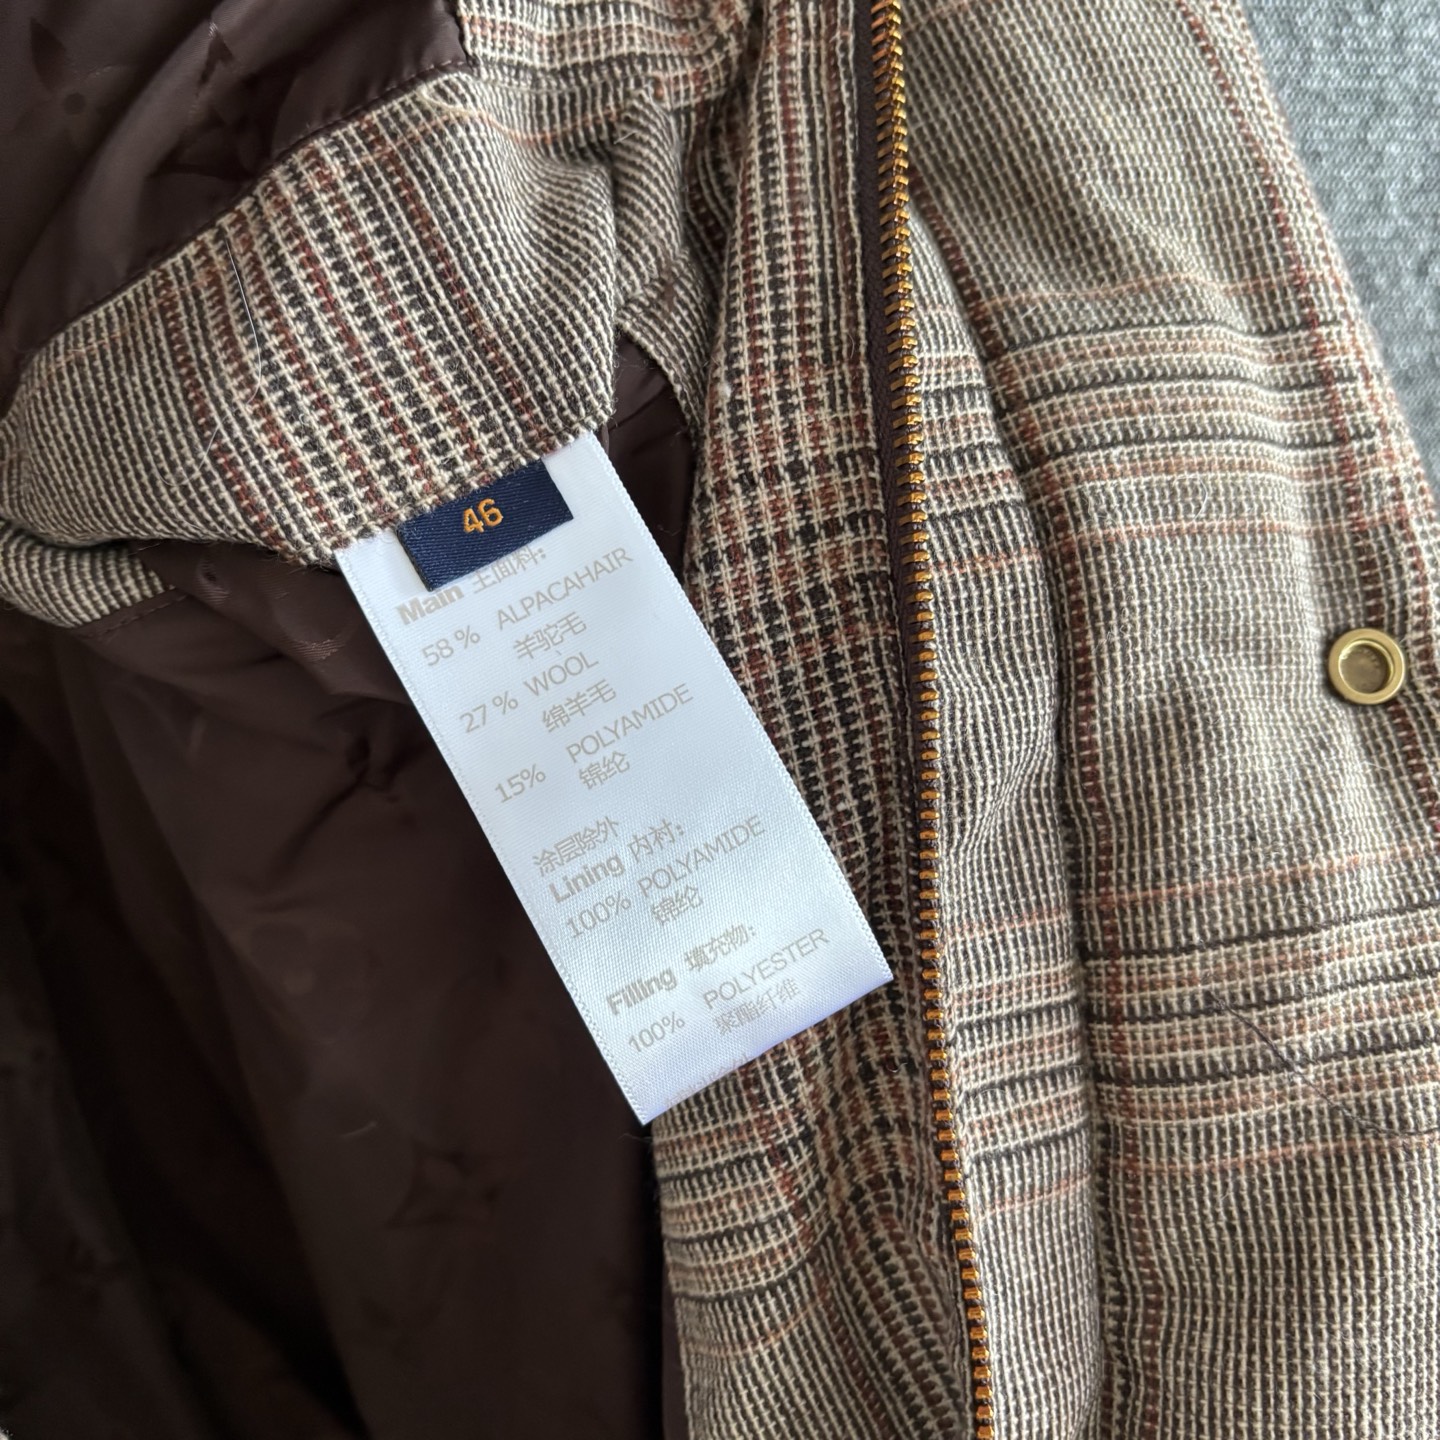 46
Main 主面料:
58% ALPACAHAIR
羊驼毛
27% WOOL
绵羊毛
15% POLYAMIDE
锦纶
涂层除外
Lining 内衬:
100% POLYAMIDE
锦纶
Filling 填充物:
100% POLYESTER
聚酯纤维